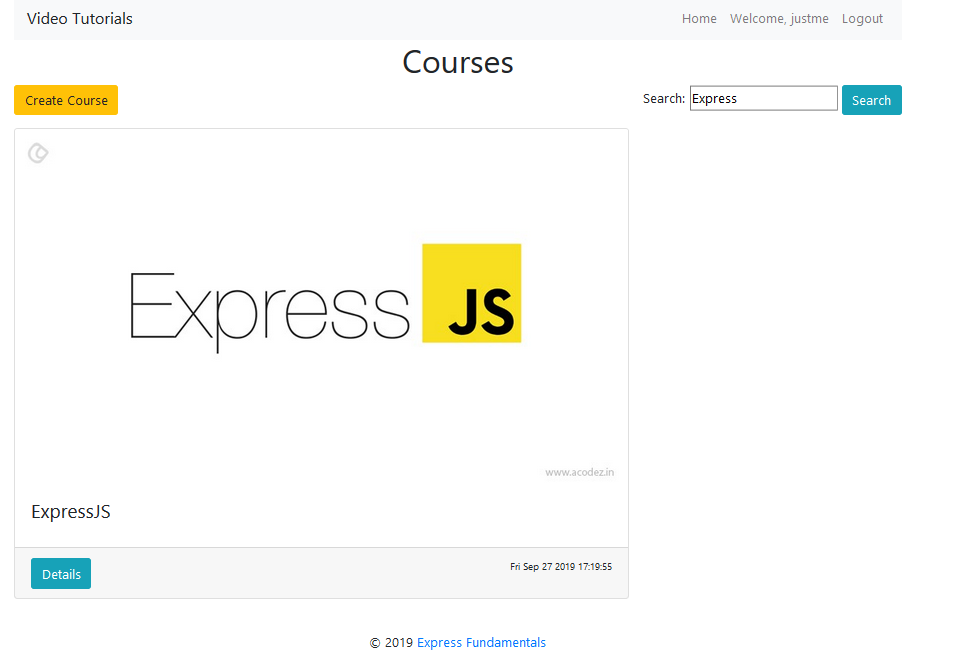 Video Tutorials Home Welcome, justme Logout
Courses
Create Course Search: Express Search
Express JS
www.acodez.in
ExpressJS
Details Fri Sep 27 2019 17:19:55
© 2019 Express Fundamentals